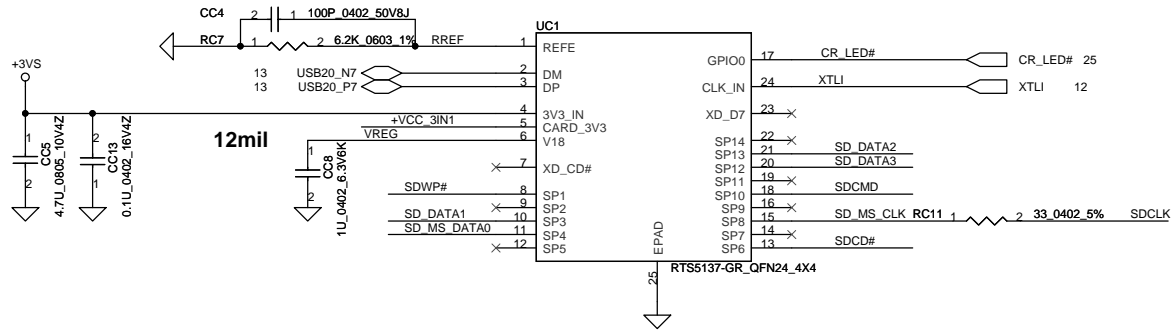 CC4 2 1 100P_0402_50V8J
RC7 1 2 6.2K_0603_1% RREF
+3VS
13 USB20_N7
13 USB20_P7
12mil
+VCC_3IN1
VREG
1 CC5 2 4.7U_0805_10V4Z
2 CC13 1 0.1U_0402_16V4Z
1 CC8 2 1U_0402_6.3V6K
SDWP#
SD_DATA1
SD_MS_DATA0
UC1
1 REFE
2 DM
3 DP
4 3V3_IN
5 CARD_3V3
6 V18
7 XD_CD#
8 SP1
9 SP2
10 SP3
11 SP4
12 SP5
GPIO0 17 CR_LED# CR_LED# 25
CLK_IN 24 XTLI XTLI 12
XD_D7 23
SP14 22
SP13 21 SD_DATA2
SP12 20 SD_DATA3
SP11 19
SP10 18 SDCMD
SP9 16
SP8 15 SD_MS_CLK RC11 1 2 33_0402_5% SDCLK
SP7 14
SP6 13 SDCD#
EPAD
25
RTS5137-GR_QFN24_4X4